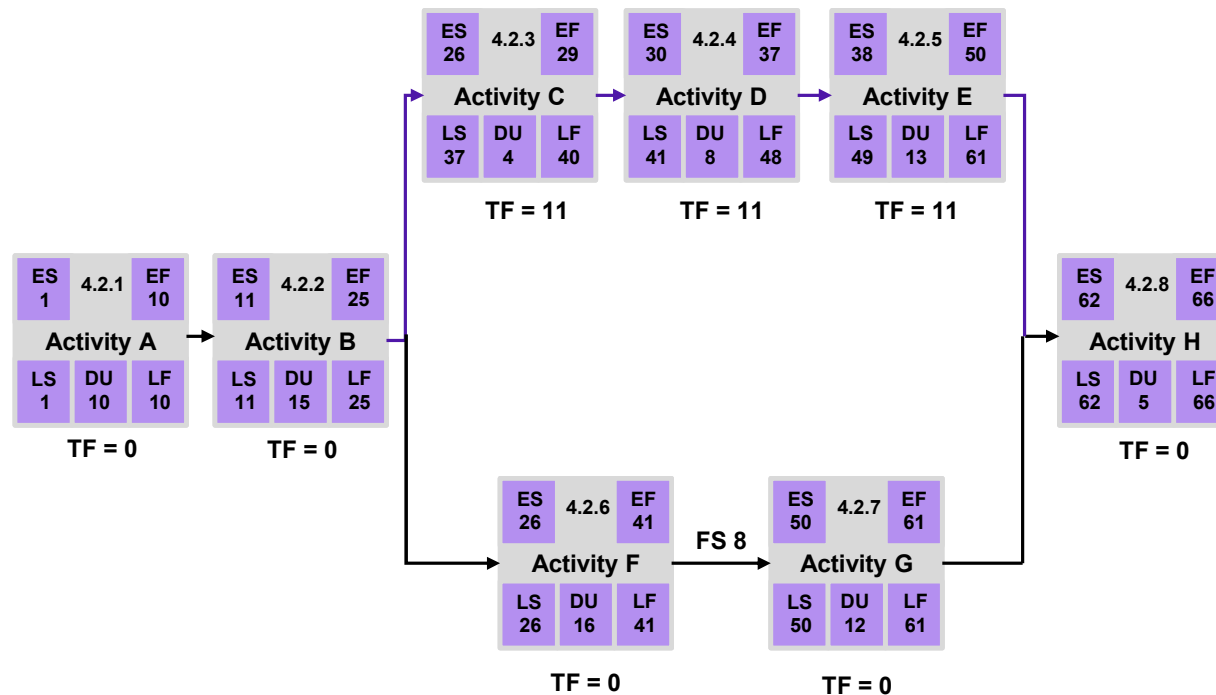 ES 4.2.3 EF
26 29
Activity C
LS DU LF
37 4 40
TF = 11
ES 4.2.4 EF
30 37
Activity D
LS DU LF
41 8 48
TF = 11
ES 4.2.5 EF
38 50
Activity E
LS DU LF
49 13 61
TF = 11
ES 4.2.1 EF
1 10
Activity A
LS DU LF
1 10 10
TF = 0
ES 4.2.2 EF
11 25
Activity B
LS DU LF
11 15 25
TF = 0
ES 4.2.8 EF
62 66
Activity H
LS DU LF
62 5 66
TF = 0
ES 4.2.6 EF
26 41
Activity F
LS DU LF
26 16 41
TF = 0
FS 8
ES 4.2.7 EF
50 61
Activity G
LS DU LF
50 12 61
TF = 0